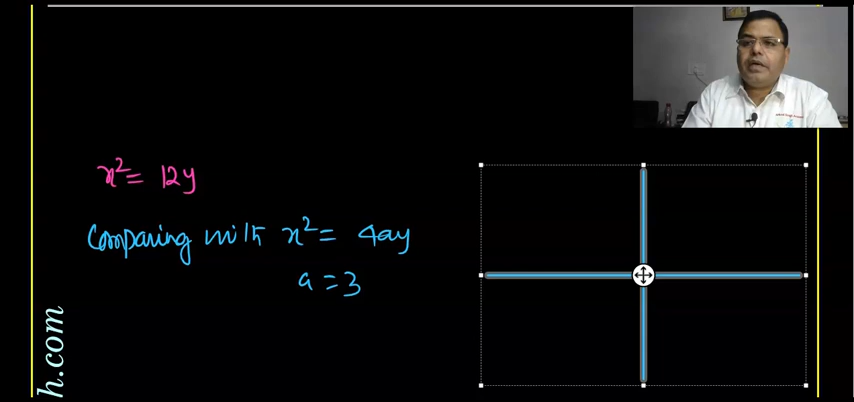 x² = 12y
Comparing with x² = 4ay
a = 3
h.com